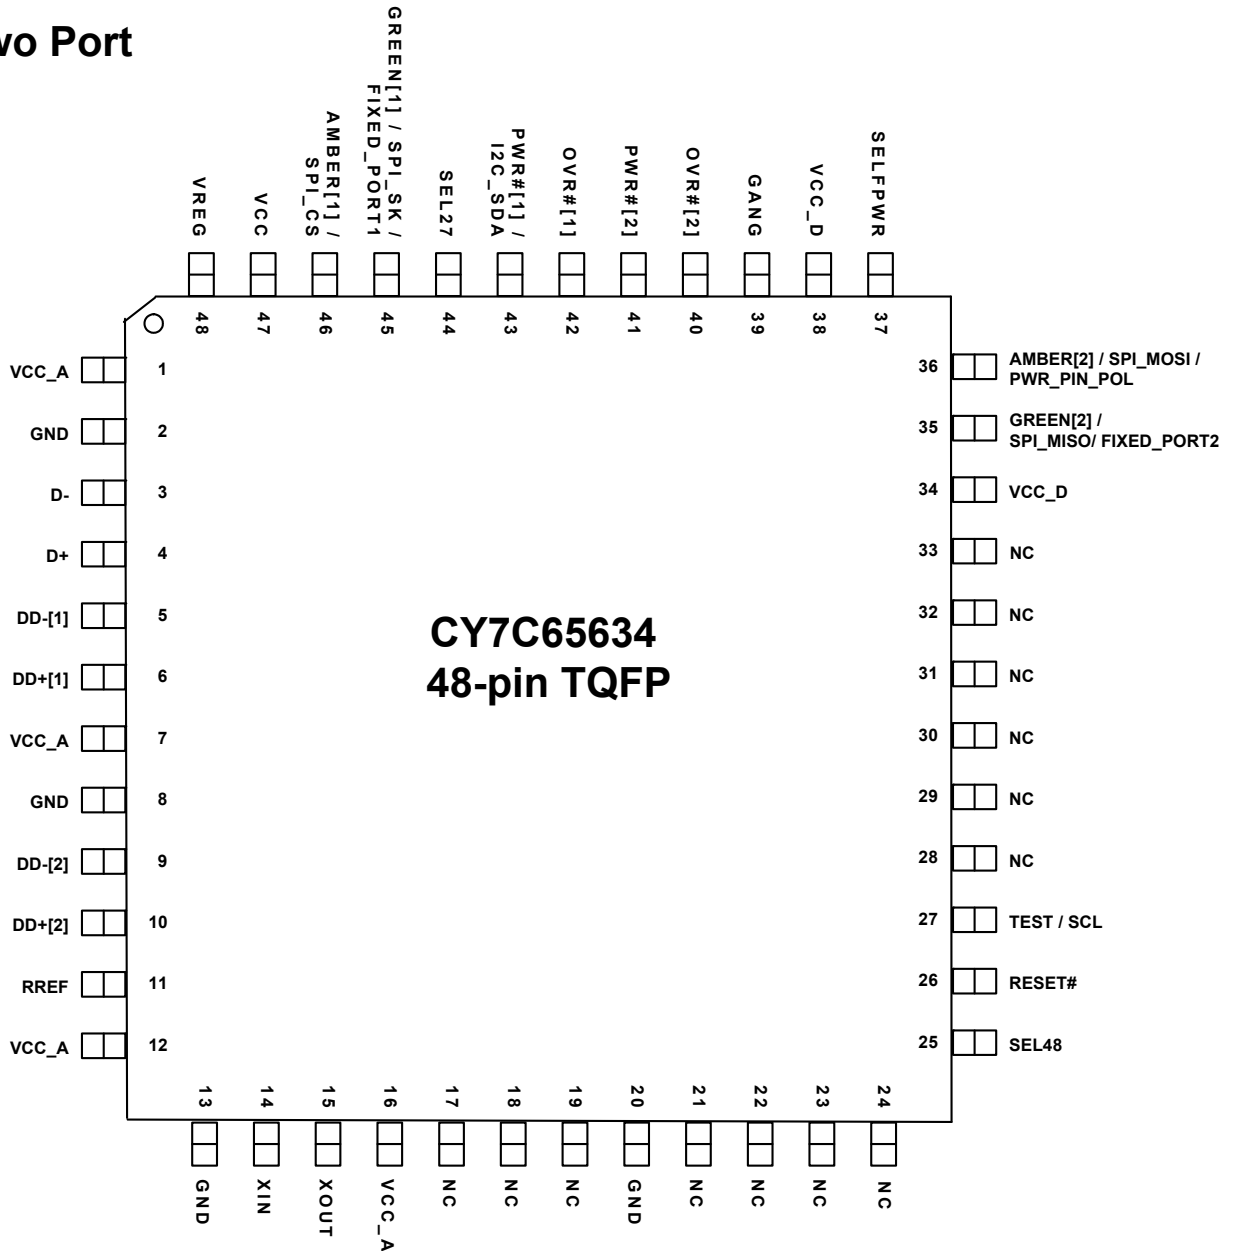 wo Port
GREEN[1] / SPI_SK /
FIXED_PORT1
AMBER[1] /
SPI_CS
PWR#[1] /
I2C_SDA
VREG
VCC
SEL27
OVR#[1]
PWR#[2]
OVR#[2]
GANG
VCC_D
SELFPWR
48
47
46
45
44
43
42
41
40
39
38
37
VCC_A 1
GND 2
D- 3
D+ 4
DD-[1] 5
DD+[1] 6
VCC_A 7
GND 8
DD-[2] 9
DD+[2] 10
RREF 11
VCC_A 12
CY7C65634
48-pin TQFP
36 AMBER[2] / SPI_MOSI /
PWR_PIN_POL
35 GREEN[2] /
SPI_MISO/ FIXED_PORT2
34 VCC_D
33 NC
32 NC
31 NC
30 NC
29 NC
28 NC
27 TEST / SCL
26 RESET#
25 SEL48
13
14
15
16
17
18
19
20
21
22
23
24
GND
XIN
XOUT
VCC_A
NC
NC
NC
GND
NC
NC
NC
NC